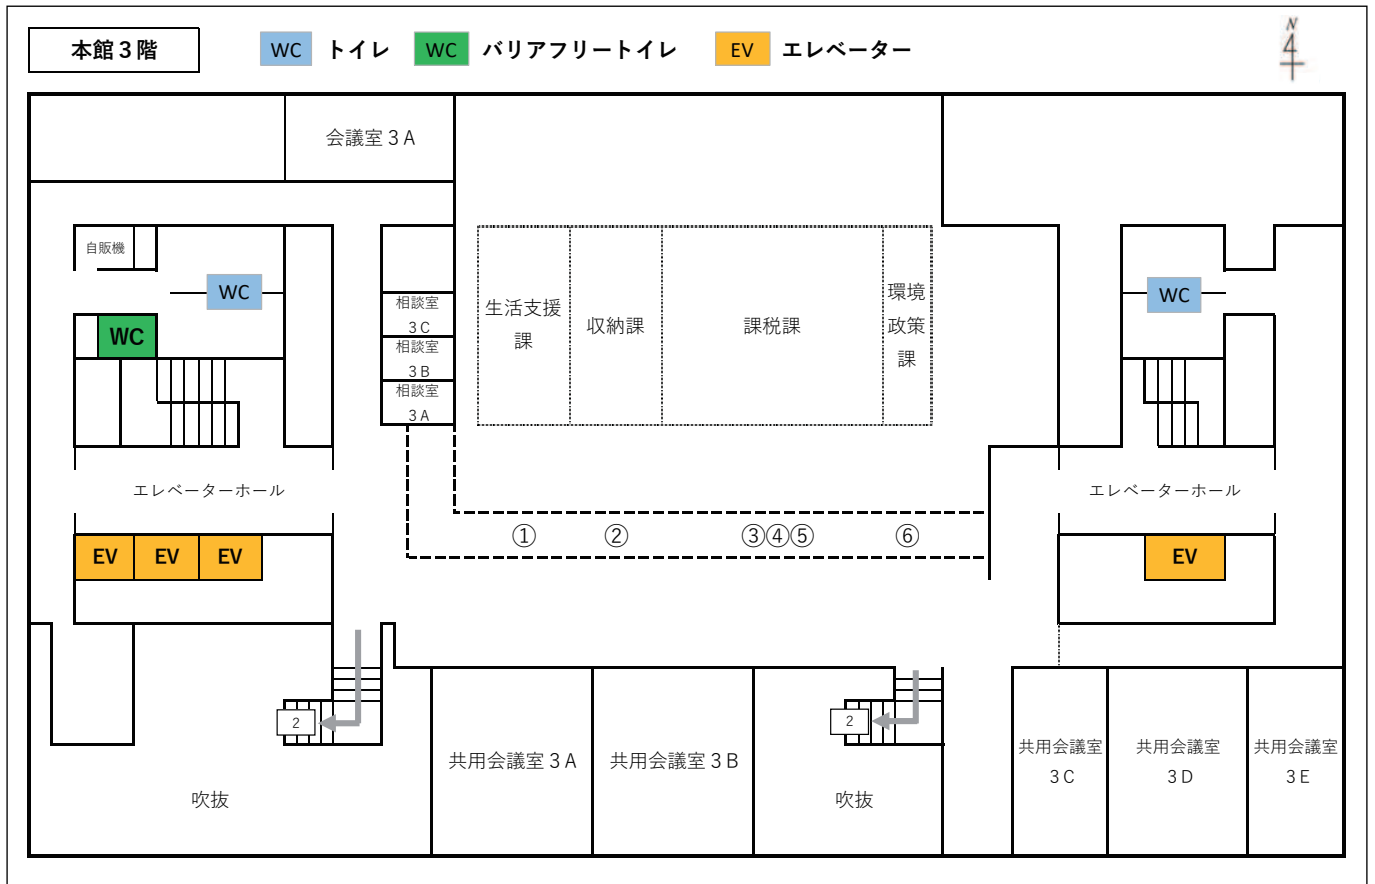 本館３階
WC トイレ WC バリアフリートイレ EV エレベーター
N
会議室３A
自販機
WC
WC
相談室
３C
相談室
３B
相談室
３A
生活支援
課
収納課
課税課
環境
政策
課
WC
エレベーターホール
エレベーターホール
① ② ③④⑤ ⑥
EV EV EV
EV
2
2
吹抜
共用会議室３A
共用会議室３B
吹抜
共用会議室
３C
共用会議室
３D
共用会議室
３E